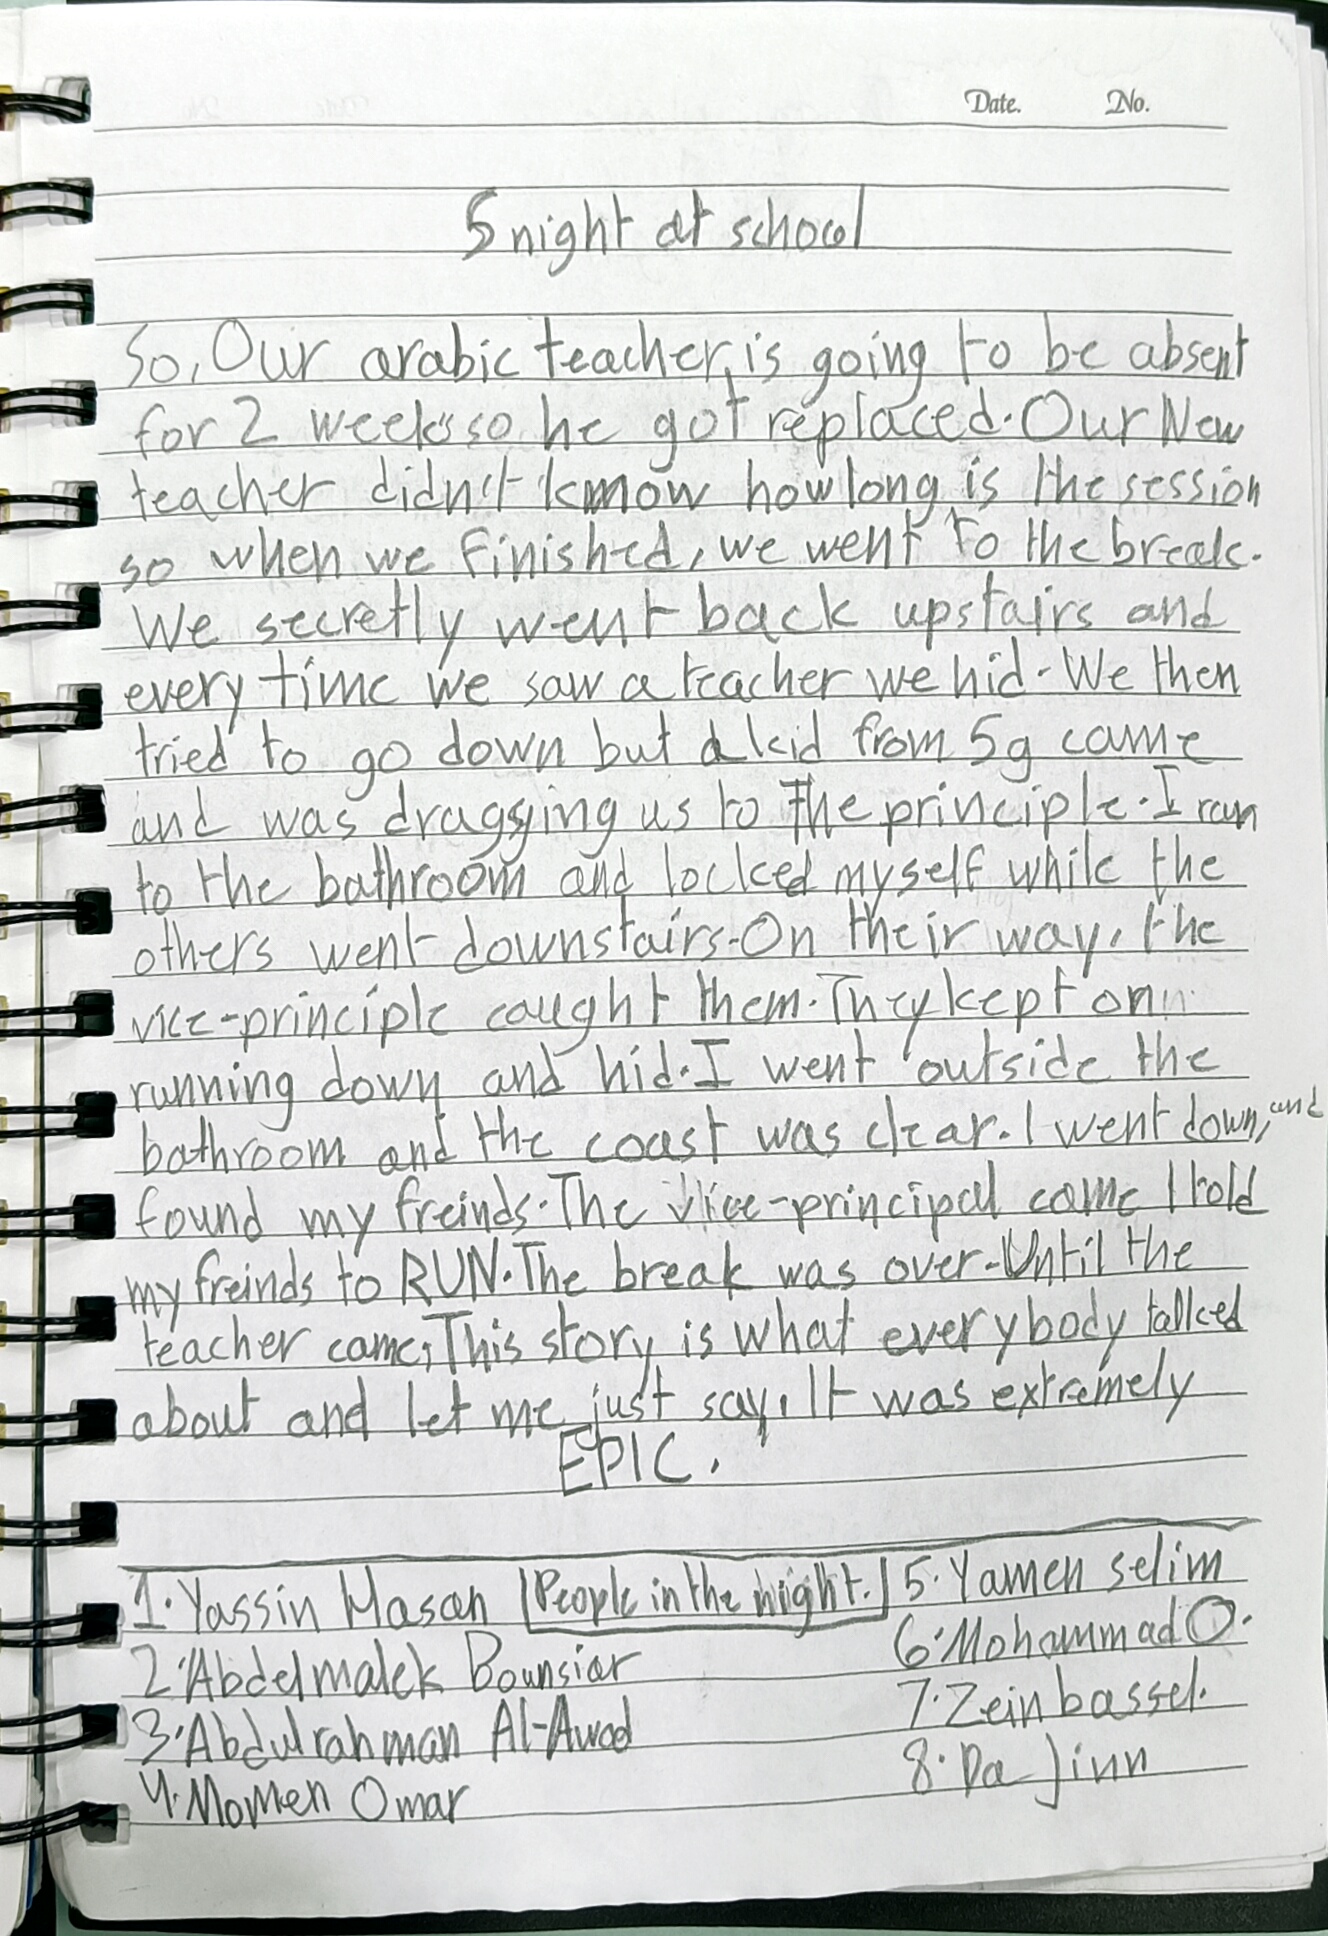 Date. No.
5 night at school
So, Our arabic teacher, is going to be absent
for 2 weeks so he got replaced. Our New
teacher didn't know how long is the session
so when we finished, we went to the break.
We secretly went back upstairs and
every time we saw a teacher we hid. We then
tried to go down but a kid from 5g came
and was dragging us to the principle. I ran
to the bathroom and locked myself while the
others went downstairs. On their way, the
vice-principle caught them. They kept on
running down and hid. I went outside the
bathroom and the coast was clear. I went down, and
found my freinds. The vice-principal came I told
my freinds to RUN. The break was over. Until the
teacher came, This story is what everybody talked
about and let me just say, It was extremely
EPIC.
1. Yassin Hasan People in the night. 5. Yamen selim
2. Abdelmalek Bounsiar 6. Mohammad O.
3. Abdulrahman Al-Awad 7. Zein bassel.
4. Momen Omar 8. Da Jinn